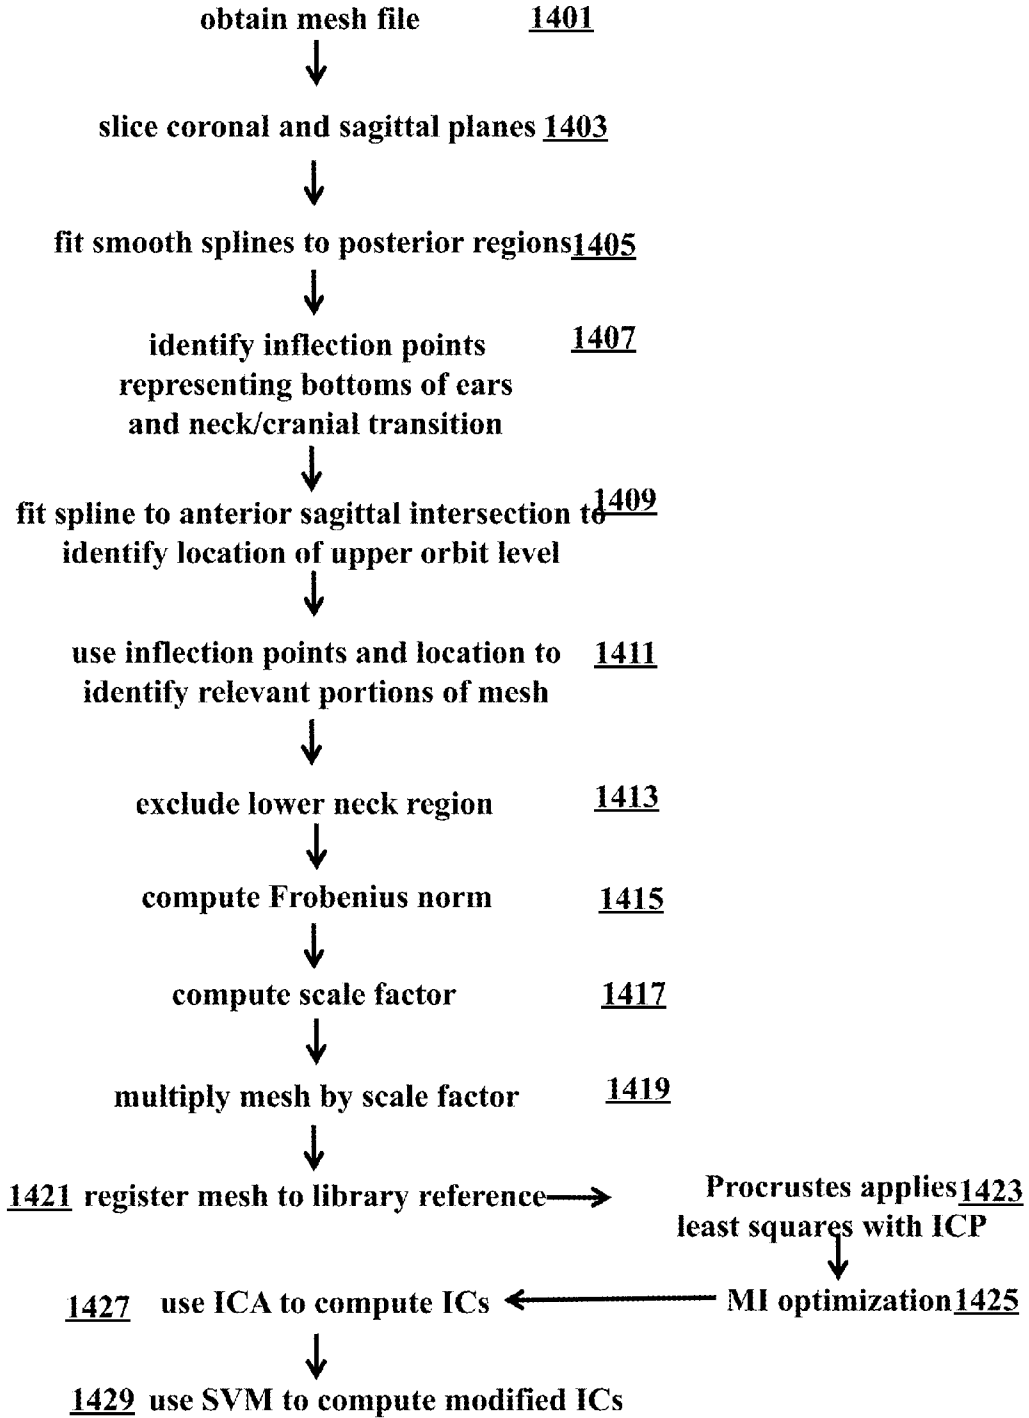 obtain mesh file 1401
slice coronal and sagittal planes 1403
fit smooth splines to posterior regions 1405
identify inflection points 1407
representing bottoms of ears
and neck/cranial transition
fit spline to anterior sagittal intersection to 1409
identify location of upper orbit level
use inflection points and location to 1411
identify relevant portions of mesh
exclude lower neck region 1413
compute Frobenius norm 1415
compute scale factor 1417
multiply mesh by scale factor 1419
1421 register mesh to library reference
Procrustes applies 1423
least squares with ICP
MI optimization 1425
1427 use ICA to compute ICs
1429 use SVM to compute modified ICs